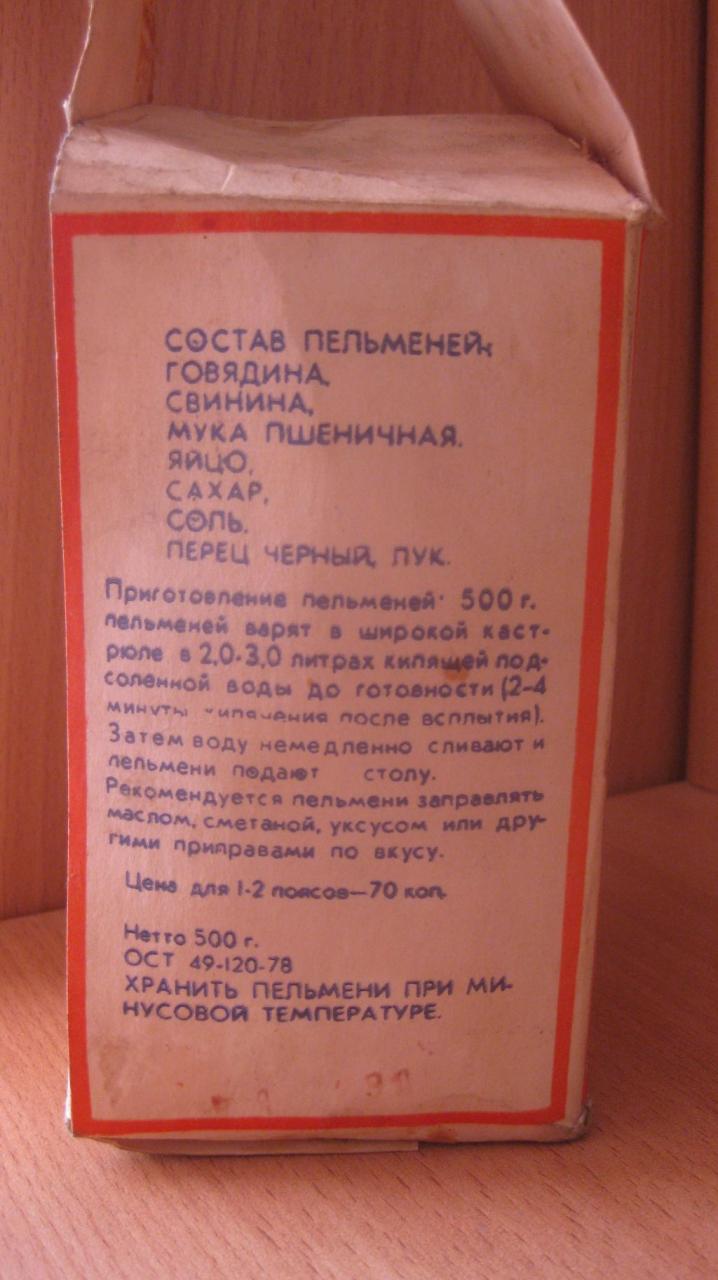 СОСТАВ ПЕЛЬМЕНЕЙ:
ГОВЯДИНА,
СВИНИНА,
МУКА ПШЕНИЧНАЯ.
ЯЙЦО,
САХАР,
СОЛЬ.
ПЕРЕЦ ЧЕРНЫЙ, ЛУК.
Приготовление пельменей: 500 г.
пельменей варят в широкой каст-
рюле в 2,0-3,0 литрах кипящей под-
соленной воды до готовности (2-4
минуты кипячения после всплытия).
Затем воду немедленно сливают и
пельмени подают столу.
Рекомендуется пельмени заправлять
маслом, сметаной, уксусом или дру-
гими приправами по вкусу.
Цена для 1-2 поясов—70 коп.
Нетто 500 г.
ОСТ 49-120-78
ХРАНИТЬ ПЕЛЬМЕНИ ПРИ МИ-
НУСОВОЙ ТЕМПЕРАТУРЕ.